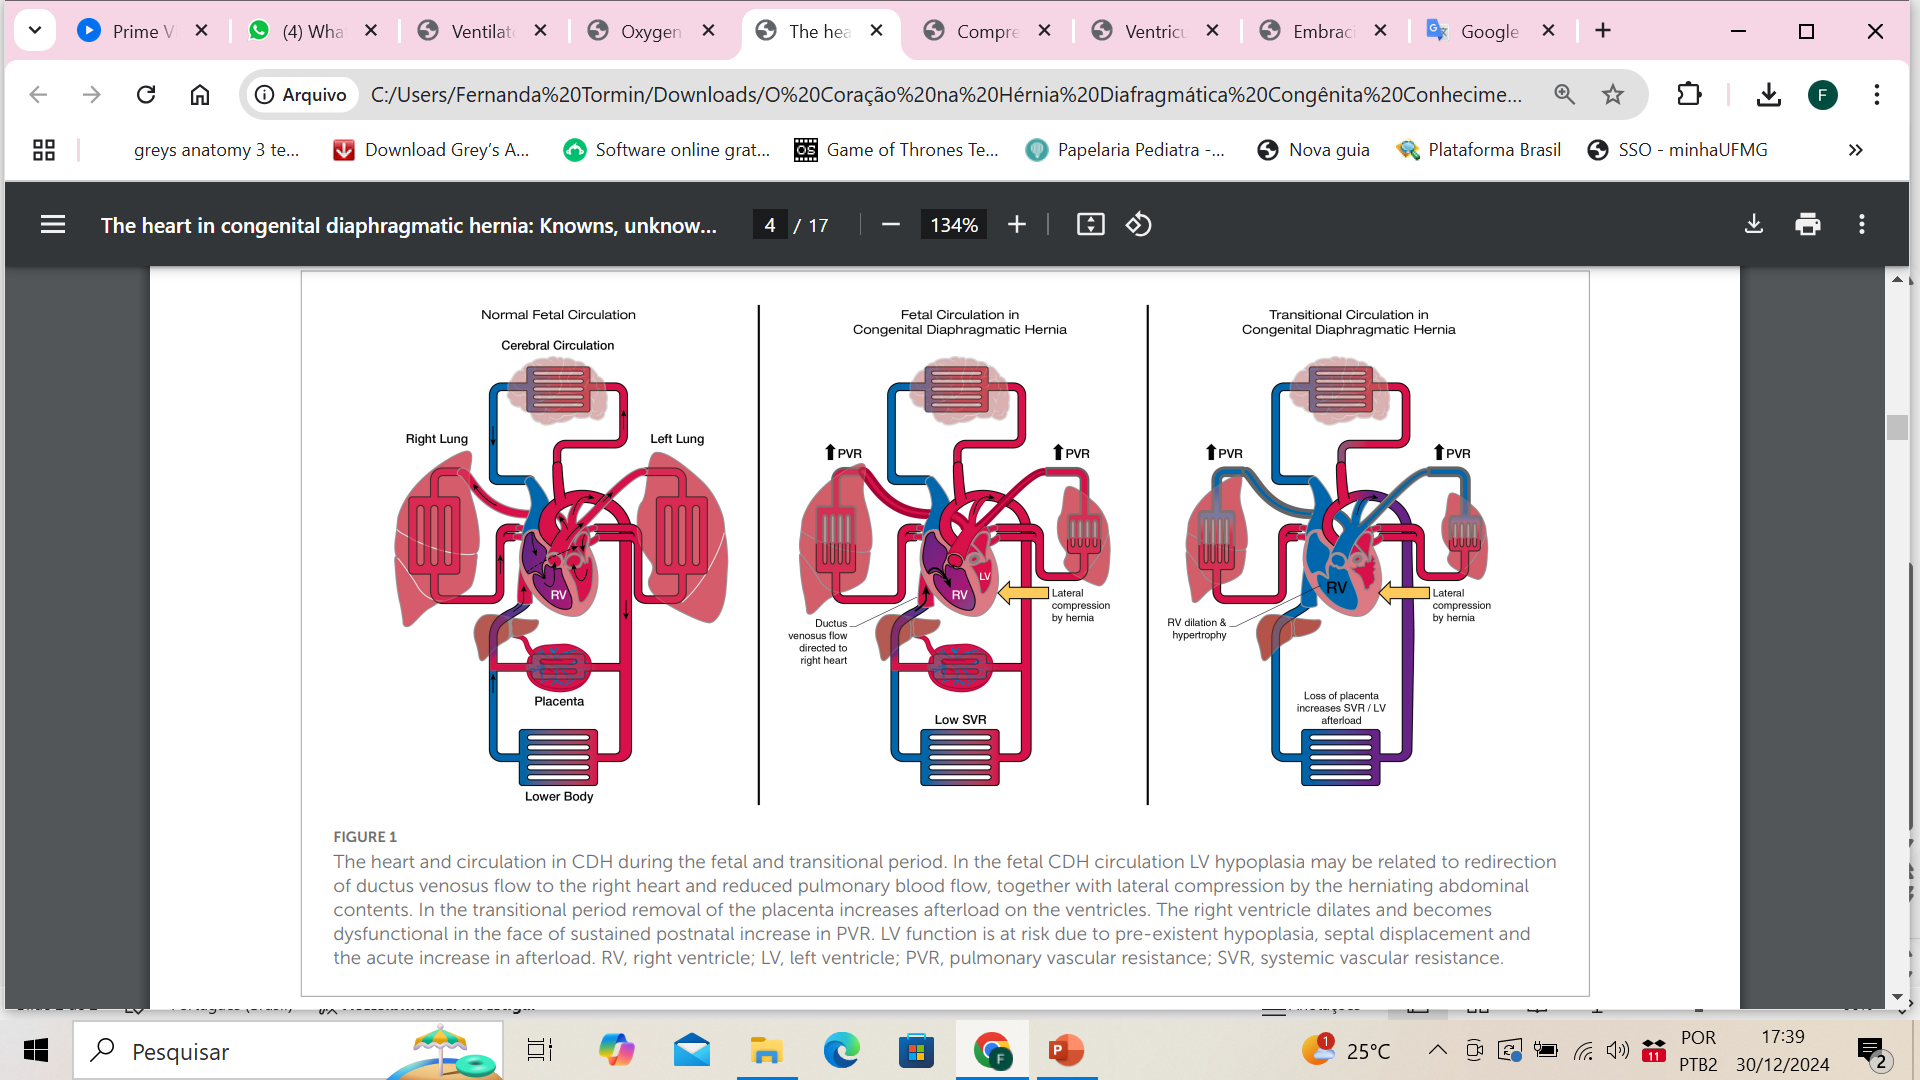 Prime V
(4) Wha
Ventilat
Oxygen
The hea
Compre
Ventricu
Embraci
Google
Arquivo
C:/Users/Fernanda%20Tormin/Downloads/O%20Coração%20na%20Hérnia%20Diafragmática%20Congênita%20Conhecime...
F
greys anatomy 3 te...
Download Grey's A...
Software online grat...
OS
Game of Thrones Te...
Papelaria Pediatra -...
Nova guia
Plataforma Brasil
SSO - minhaUFMG
The heart in congenital diaphragmatic hernia: Knowns, unknow...
4 / 17
134%
Normal Fetal Circulation
Cerebral Circulation
Right Lung
Left Lung
RV
Placenta
Lower Body
Fetal Circulation in
Congenital Diaphragmatic Hernia
PVR
PVR
LV
RV
Lateral
compression
by hernia
Ductus
venosus flow
directed to
right heart
Low SVR
Transitional Circulation in
Congenital Diaphragmatic Hernia
PVR
PVR
RV
Lateral
compression
by hernia
RV dilation &
hypertrophy
Loss of placenta
increases SVR / LV
afterload
FIGURE 1
The heart and circulation in CDH during the fetal and transitional period. In the fetal CDH circulation LV hypoplasia may be related to redirection
of ductus venosus flow to the right heart and reduced pulmonary blood flow, together with lateral compression by the herniating abdominal
contents. In the transitional period removal of the placenta increases afterload on the ventricles. The right ventricle dilates and becomes
dysfunctional in the face of sustained postnatal increase in PVR. LV function is at risk due to pre-existent hypoplasia, septal displacement and
the acute increase in afterload. RV, right ventricle; LV, left ventricle; PVR, pulmonary vascular resistance; SVR, systemic vascular resistance.
Pesquisar
F
P
1
25°C
11
POR
PTB2
17:39
30/12/2024
2